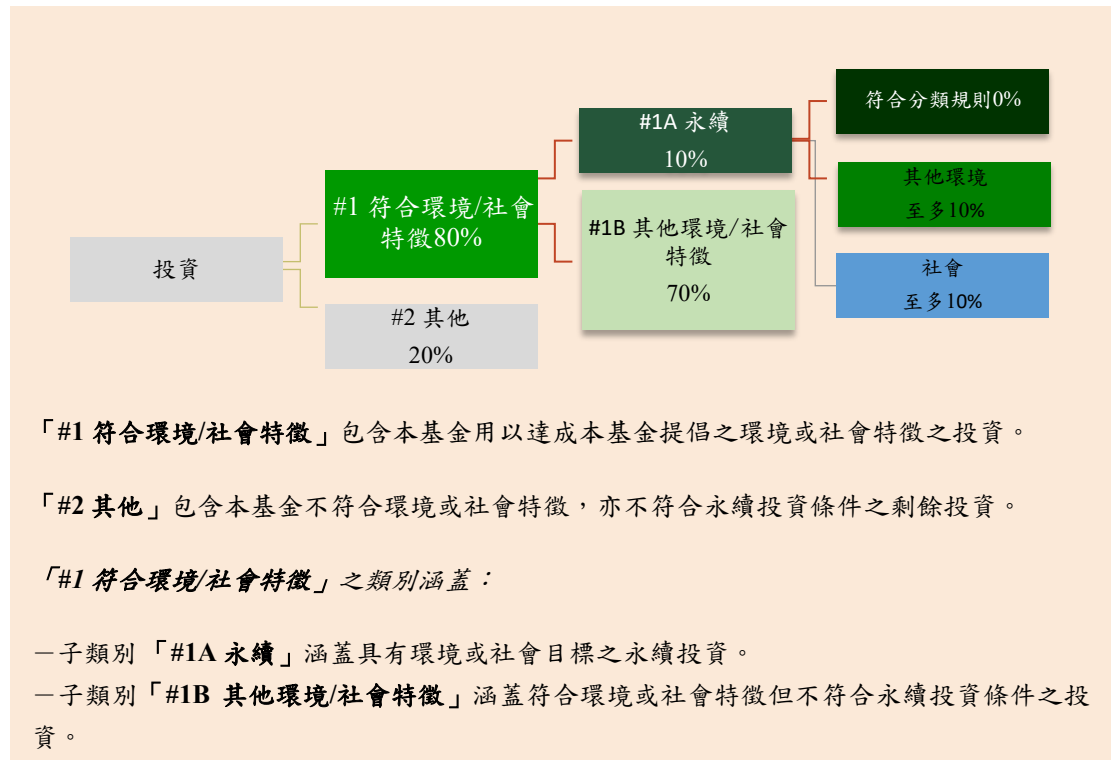 投資
#1 符合環境/社會
特徵80%
#2 其他
20%
#1A 永續
10%
#1B 其他環境/社會
特徵
70%
符合分類規則0%
其他環境
至多10%
社會
至多10%
「#1 符合環境/社會特徵」包含本基金用以達成本基金提倡之環境或社會特徵之投資。
「#2 其他」包含本基金不符合環境或社會特徵，亦不符合永續投資條件之剩餘投資。
「#1 符合環境/社會特徵」之類別涵蓋：
－子類別「#1A 永續」涵蓋具有環境或社會目標之永續投資。
－子類別「#1B 其他環境/社會特徵」涵蓋符合環境或社會特徵但不符合永續投資條件之投
資。